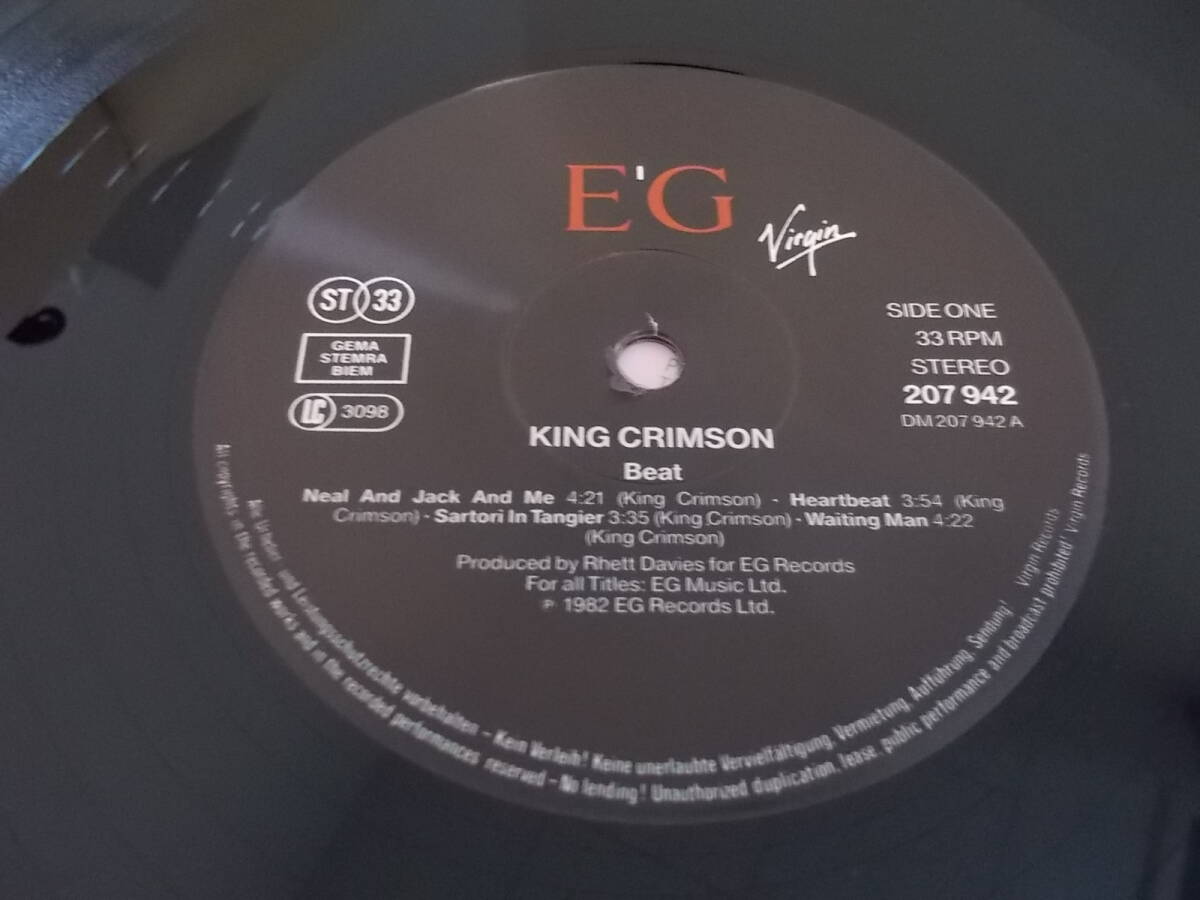 E'G
Virgin
ST 33
GEMA
STEMRA
BIEM
LC 3098
SIDE ONE
33 RPM
STEREO
207 942
DM 207 942 A
KING CRIMSON
Beat
Neal And Jack And Me 4:21 (King Crimson) · Heartbeat 3:54 (King
Crimson) · Sartori In Tangier 3:35 (King Crimson) · Waiting Man 4:22
(King Crimson)
Produced by Rhett Davies for EG Records
For all Titles: EG Music Ltd.
℗ 1982 EG Records Ltd.
Alle Urheber- und Leistungsschutzrechte vorbehalten – Kein Verleih! Keine unerlaubte Vervielfältigung, Vermietung, Aufführung, Sendung! Virgin Records
All copyrights in the recorded works and in the recorded performances reserved – No lending! Unauthorized duplication, lease, public performance and broadcast prohibited! Virgin Records